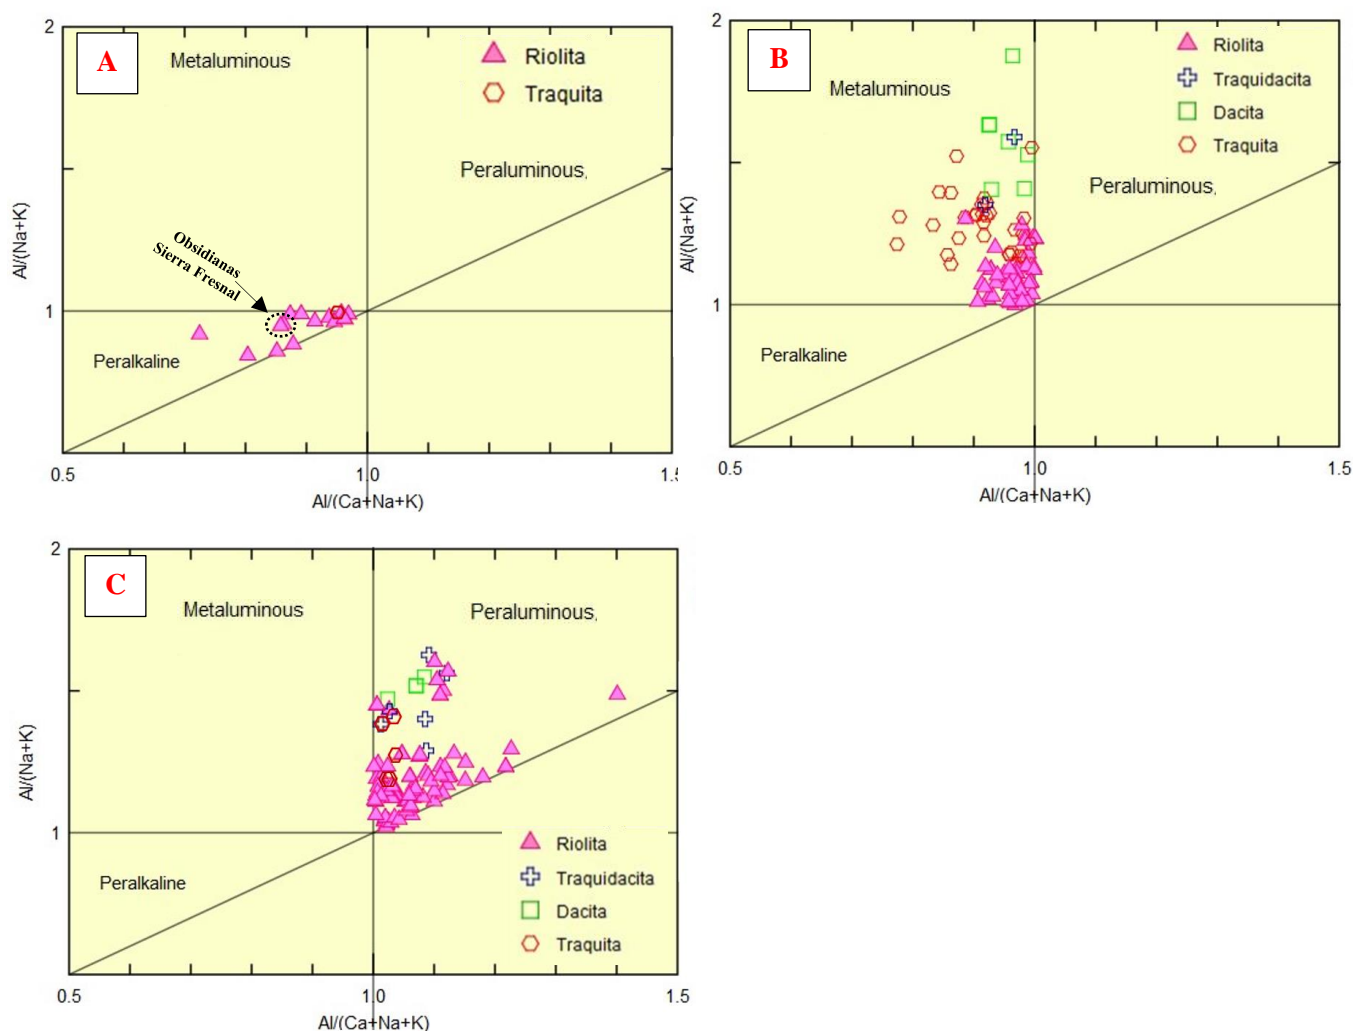 A
2
Metaluminous
Riolita
Traquita
Peraluminous,
Obsidianas
Sierra Fresnal
1
Peralkaline
Al/(Na+K)
0.5
1.0
1.5
Al/(Ca+Na+K)
B
2
Metaluminous
Riolita
Traquidacita
Dacita
Traquita
Peraluminous,
1
Peralkaline
Al/(Na+K)
0.5
1.0
1.5
Al/(Ca+Na+K)
C
2
Metaluminous
Peraluminous,
1
Peralkaline
Al/(Na+K)
Riolita
Traquidacita
Dacita
Traquita
0.5
1.0
1.5
Al/(Ca+Na+K)